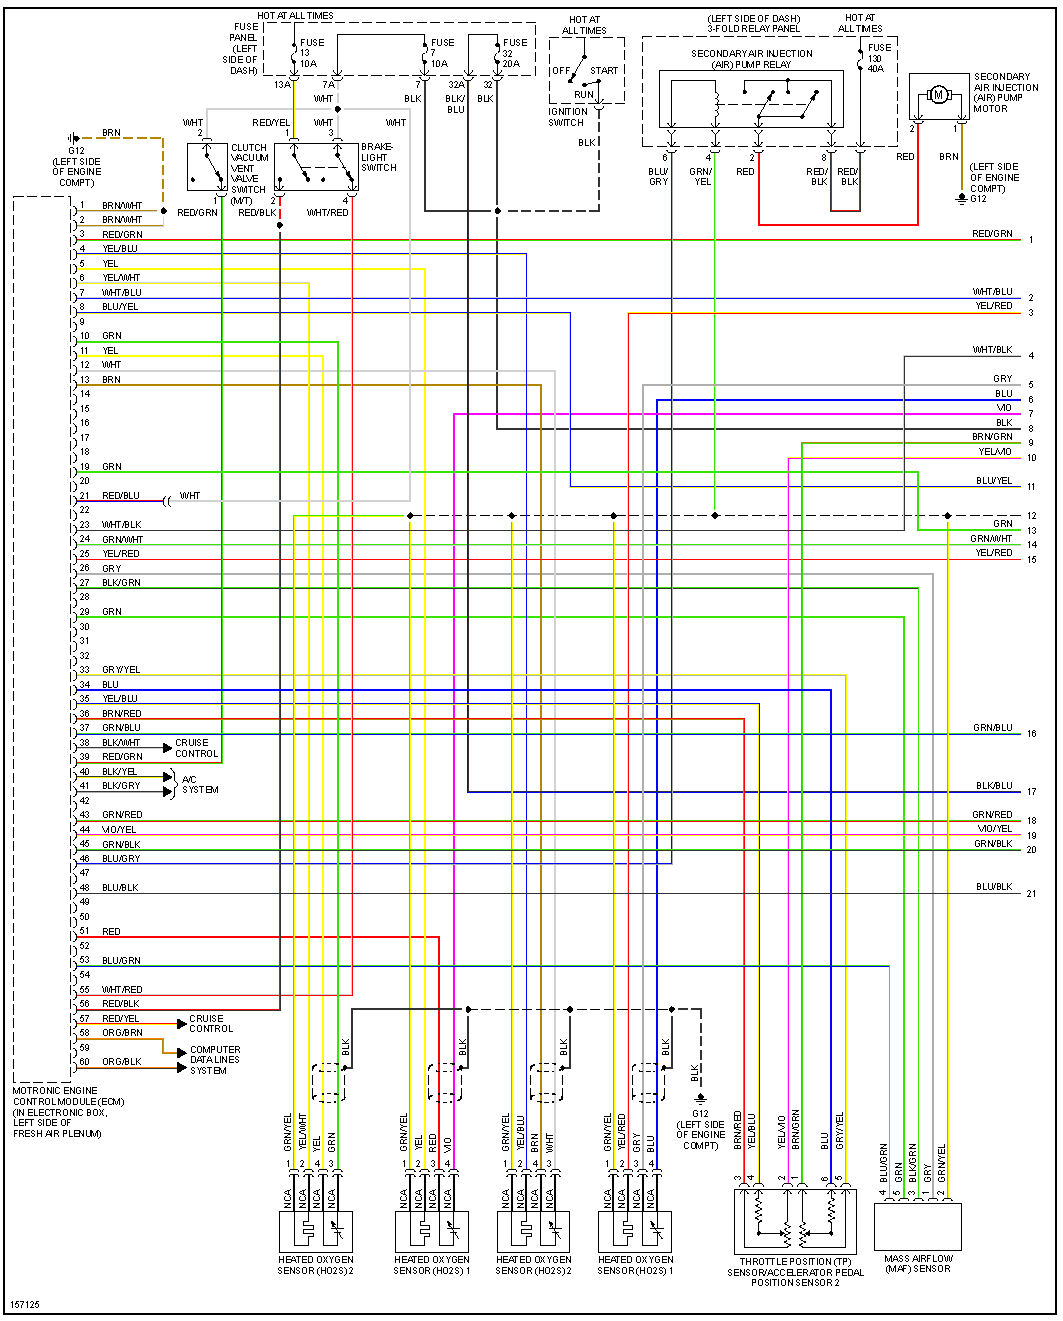 HOT AT ALL TIMES
FUSE
PANEL
(LEFT
SIDE OF
DASH)
FUSE
13
10A
FUSE
7
10A
FUSE
32
20A
13A
7A
7
32A
32
HOT AT
ALL TIMES
OFF
START
RUN
IGNITION
SWITCH
BLK
(LEFT SIDE OF DASH)
3-FOLD RELAY PANEL
HOT AT
ALL TIMES
SECONDARY AIR INJECTION
(AIR) PUMP RELAY
FUSE
130
40A
SECONDARY
AIR INJECTION
(AIR) PUMP
MOTOR
M
2
1
RED
BRN
(LEFT SIDE
OF ENGINE
COMPT)
G12
6
4
2
8
5
BLU/
GRY
GRN/
YEL
RED
RED/
BLK
RED/
BLK
WHT
BLK
BLK/
BLU
BLK
WHT
2
RED/YEL
1
WHT
3
WHT
CLUTCH
VACUUM
VENT
VALVE
SWITCH
(M/T)
BRAKE-
LIGHT
SWITCH
1
RED/GRN
2
RED/BLK
4
WHT/RED
BRN
G12
(LEFT SIDE
OF ENGINE
COMPT)
1 BRN/WHT
2 BRN/WHT
3 RED/GRN
4 YEL/BLU
5 YEL
6 YEL/WHT
7 WHT/BLU
8 BLU/YEL
9
10 GRN
11 YEL
12 WHT
13 BRN
14
15
16
17
18
19 GRN
20
21 RED/BLU
WHT
22
23 WHT/BLK
24 GRN/WHT
25 YEL/RED
26 GRY
27 BLK/GRN
28
29 GRN
30
31
32
33 GRY/YEL
34 BLU
35 YEL/BLU
36 BRN/RED
37 GRN/BLU
38 BLK/WHT
CRUISE
CONTROL
39 RED/GRN
40 BLK/YEL
41 BLK/GRY
A/C
SYSTEM
42
43 GRN/RED
44 VIO/YEL
45 GRN/BLK
46 BLU/GRY
47
48 BLU/BLK
49
50
51 RED
52
53 BLU/GRN
54
55 WHT/RED
56 RED/BLK
57 RED/YEL
CRUISE
CONTROL
58 ORG/BRN
59
60 ORG/BLK
COMPUTER
DATA LINES
SYSTEM
MOTRONIC ENGINE
CONTROL MODULE (ECM)
(IN ELECTRONIC BOX,
LEFT SIDE OF
FRESH AIR PLENUM)
RED/GRN 1
WHT/BLU 2
YEL/RED 3
WHT/BLK 4
GRY 5
BLU 6
VIO 7
BLK 8
BRN/GRN 9
YEL/VIO 10
BLU/YEL 11
12
GRN 13
GRN/WHT 14
YEL/RED 15
GRN/BLU 16
BLK/BLU 17
GRN/RED 18
VIO/YEL 19
GRN/BLK 20
BLU/BLK 21
BLK
BLK
BLK
BLK
BLK
G12
(LEFT SIDE
OF ENGINE
COMPT)
GRN/YEL
YEL/WHT
YEL
GRN
1 2 4 3
NCA NCA NCA NCA
HEATED OXYGEN
SENSOR (HO2S) 2
GRN/YEL
YEL
RED
VIO
1 2 3 4
NCA NCA NCA NCA
HEATED OXYGEN
SENSOR (HO2S) 1
GRN/YEL
YEL/BLU
BRN
WHT
1 2 4 3
NCA NCA NCA NCA
HEATED OXYGEN
SENSOR (HO2S) 2
GRN/YEL
YEL/RED
GRY
BLU
1 2 3 4
NCA NCA NCA NCA
HEATED OXYGEN
SENSOR (HO2S) 1
BRN/RED
YEL/BLU
YEL/VIO
BRN/GRN
BLU
GRY/YEL
3 4 2 1 6 5
THROTTLE POSITION (TP)
SENSOR/ACCELERATOR PEDAL
POSITION SENSOR 2
BLU/GRN
GRN
BLK/GRN
GRY
GRN/YEL
4 5 3 1 2
MASS AIRFLOW
(MAF) SENSOR
157125